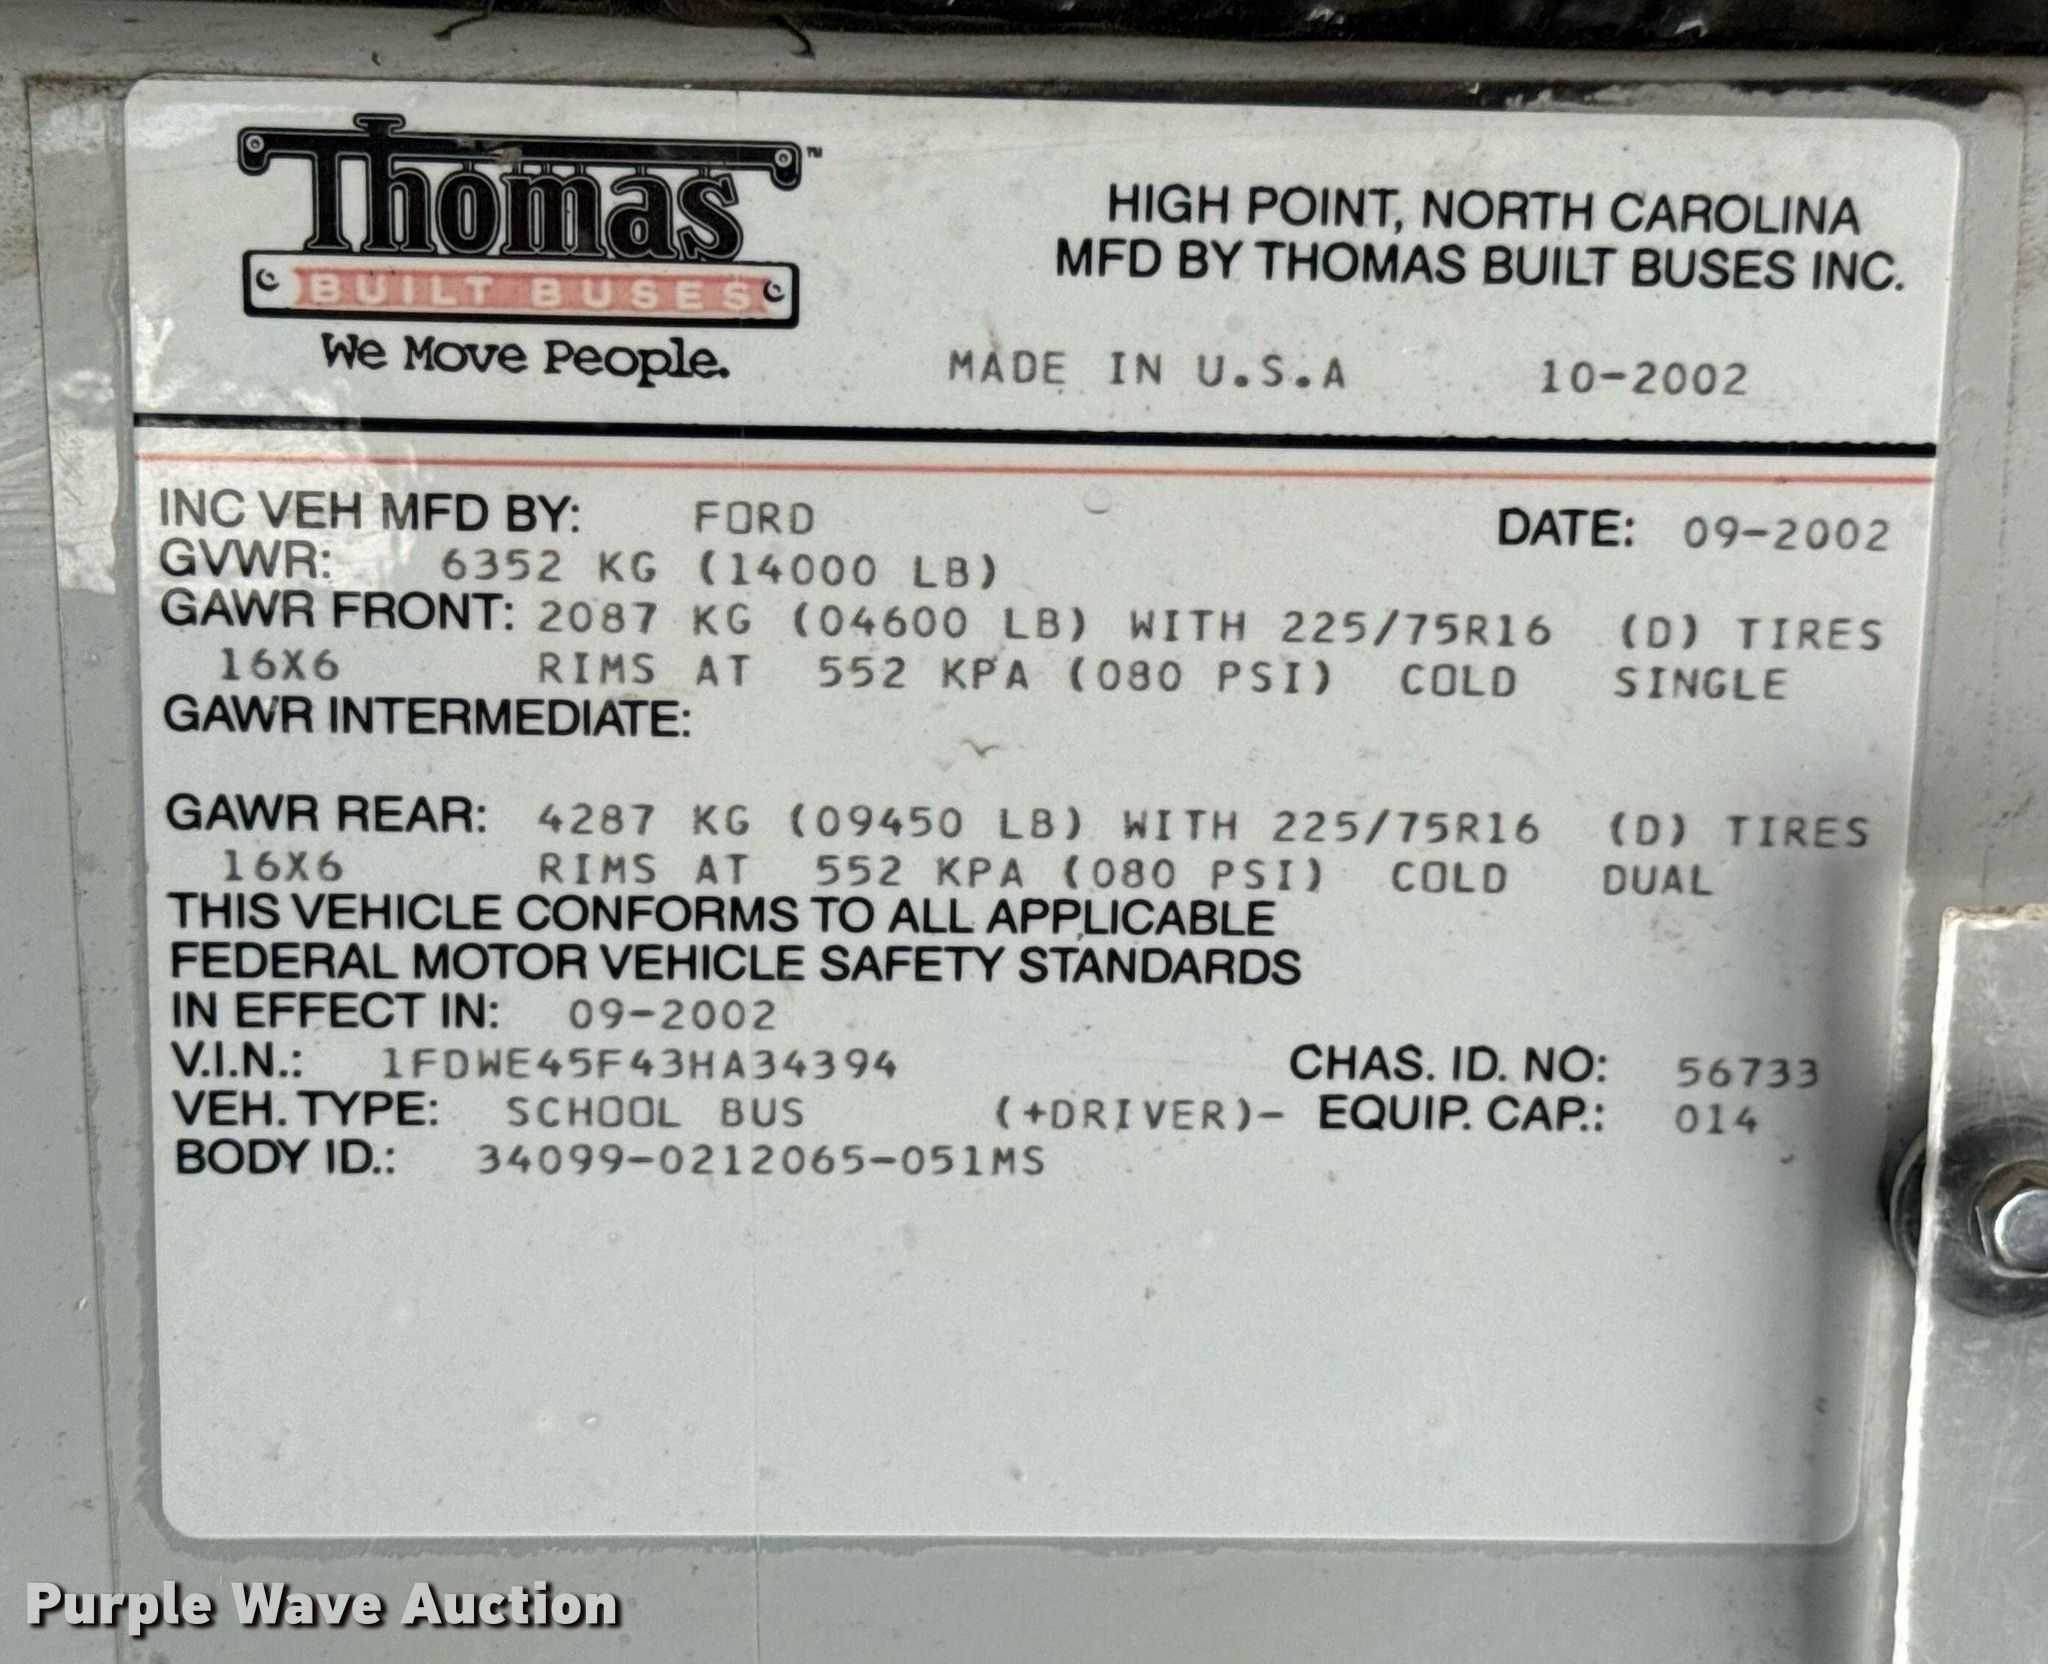 Thomas™
BUILT BUSES
We Move People.
HIGH POINT, NORTH CAROLINA
MFD BY THOMAS BUILT BUSES INC.
MADE IN U.S.A 10-2002
INC VEH MFD BY: FORD DATE: 09-2002
GVWR: 6352 KG (14000 LB)
GAWR FRONT: 2087 KG (04600 LB) WITH 225/75R16 (D) TIRES
16X6 RIMS AT 552 KPA (080 PSI) COLD SINGLE
GAWR INTERMEDIATE:
GAWR REAR: 4287 KG (09450 LB) WITH 225/75R16 (D) TIRES
16X6 RIMS AT 552 KPA (080 PSI) COLD DUAL
THIS VEHICLE CONFORMS TO ALL APPLICABLE
FEDERAL MOTOR VEHICLE SAFETY STANDARDS
IN EFFECT IN: 09-2002
V.I.N.: 1FDWE45F43HA34394 CHAS. ID. NO: 56733
VEH. TYPE: SCHOOL BUS (+DRIVER)- EQUIP. CAP.: 014
BODY ID.: 34099-0212065-051MS
Purple Wave Auction